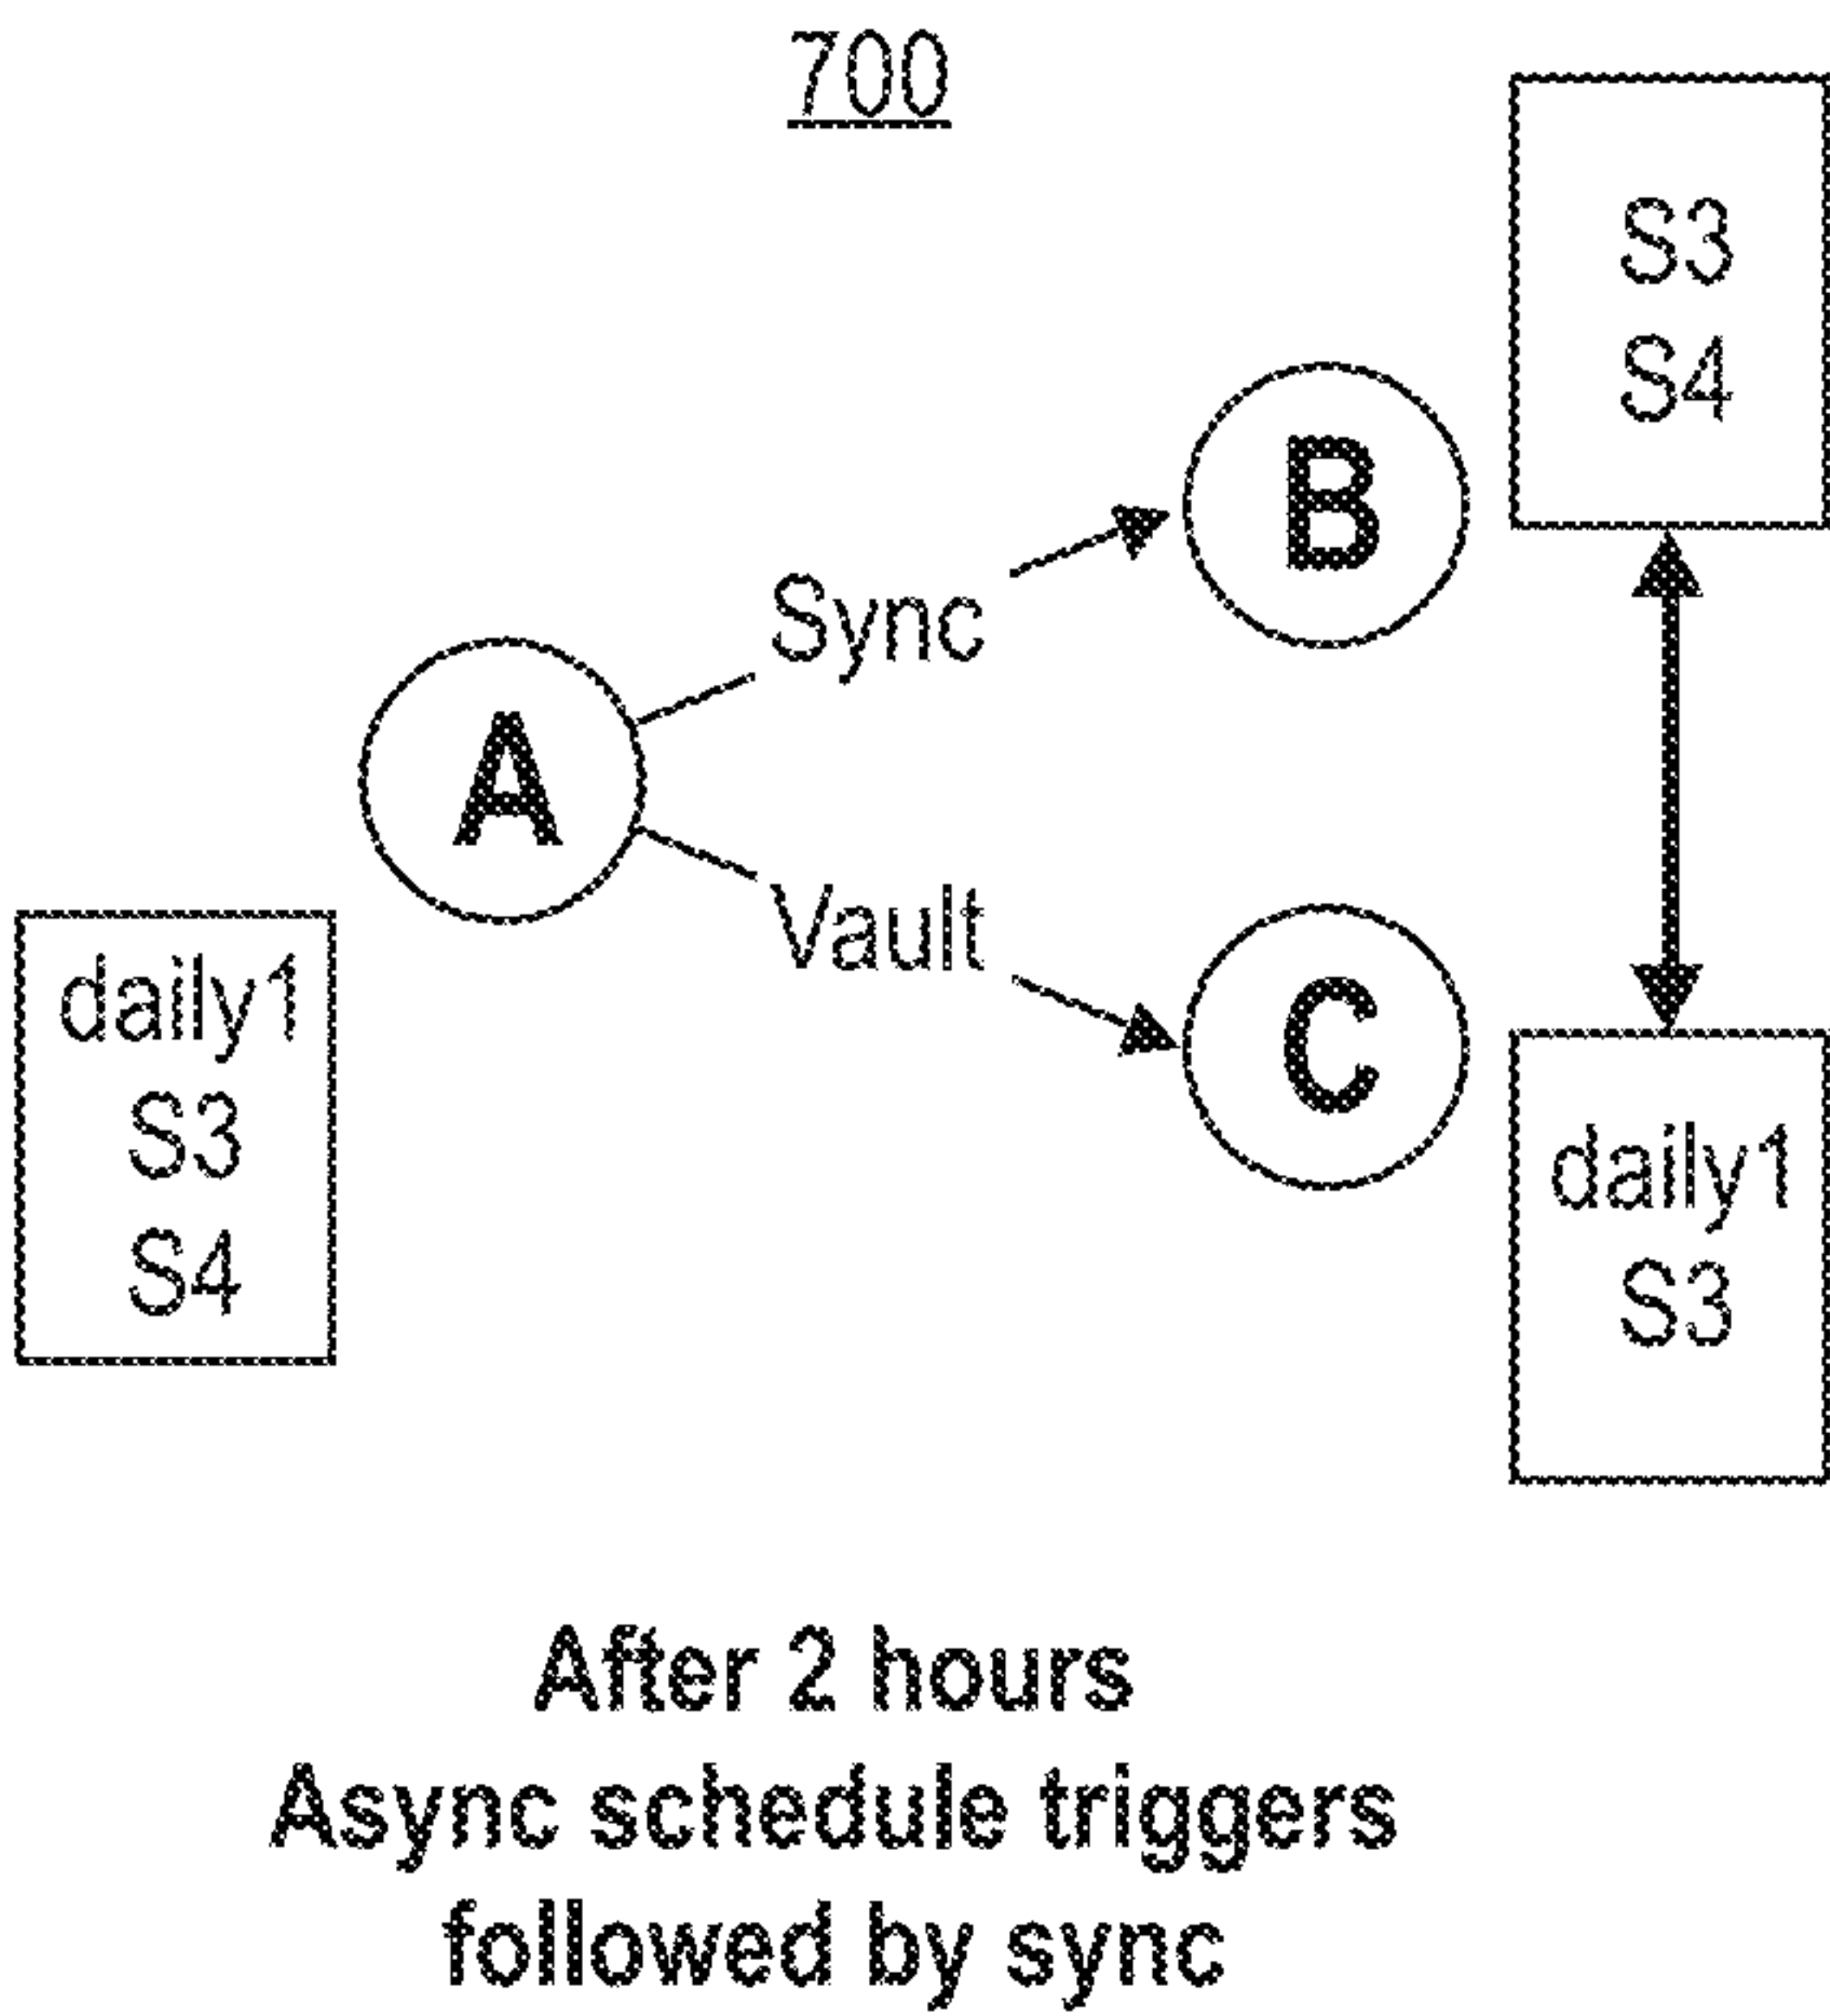 700
S3
S4
B
Sync
A
Vault
C
daily1
S3
S4
daily1
S3
After 2 hours
Async schedule triggers
followed by sync